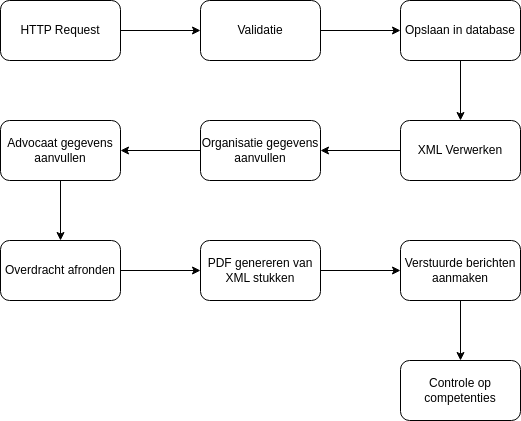 HTTP Request
Validatie
Opslaan in database
Advocaat gegevens
aanvullen
Organisatie gegevens
aanvullen
XML Verwerken
Overdracht afronden
PDF genereren van
XML stukken
Verstuurde berichten
aanmaken
Controle op
competenties